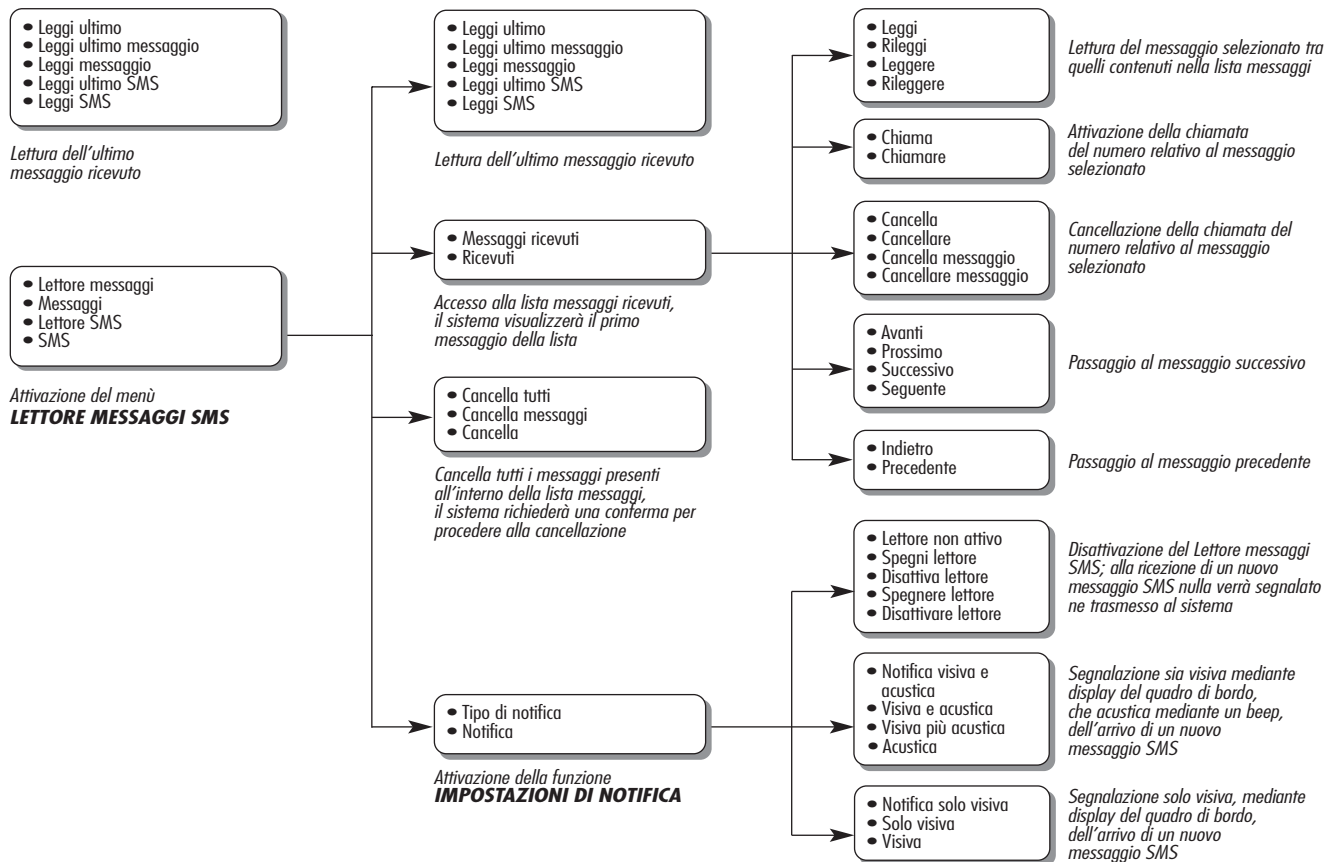 • Leggi ultimo
• Leggi ultimo messaggio
• Leggi messaggio
• Leggi ultimo SMS
• Leggi SMS
Lettura dell'ultimo
messaggio ricevuto
• Lettore messaggi
• Messaggi
• Lettore SMS
• SMS
Attivazione del menù
LETTORE MESSAGGI SMS
• Leggi ultimo
• Leggi ultimo messaggio
• Leggi messaggio
• Leggi ultimo SMS
• Leggi SMS
Lettura dell'ultimo messaggio ricevuto
• Messaggi ricevuti
• Ricevuti
Accesso alla lista messaggi ricevuti,
il sistema visualizzerà il primo
messaggio della lista
• Cancella tutti
• Cancella messaggi
• Cancella
Cancella tutti i messaggi presenti
all'interno della lista messaggi,
il sistema richiederà una conferma per
procedere alla cancellazione
• Tipo di notifica
• Notifica
Attivazione della funzione
IMPOSTAZIONI DI NOTIFICA
• Leggi
• Rileggi
• Leggere
• Rileggere
Lettura del messaggio selezionato tra
quelli contenuti nella lista messaggi
• Chiama
• Chiamare
Attivazione della chiamata
del numero relativo al messaggio
selezionato
• Cancella
• Cancellare
• Cancella messaggio
• Cancellare messaggio
Cancellazione della chiamata del
numero relativo al messaggio
selezionato
• Avanti
• Prossimo
• Successivo
• Seguente
Passaggio al messaggio successivo
• Indietro
• Precedente
Passaggio al messaggio precedente
• Lettore non attivo
• Spegni lettore
• Disattiva lettore
• Spegnere lettore
• Disattivare lettore
Disattivazione del Lettore messaggi
SMS; alla ricezione di un nuovo
messaggio SMS nulla verrà segnalato
ne trasmesso al sistema
• Notifica visiva e
acustica
• Visiva e acustica
• Visiva più acustica
• Acustica
Segnalazione sia visiva mediante
display del quadro di bordo,
che acustica mediante un beep,
dell'arrivo di un nuovo
messaggio SMS
• Notifica solo visiva
• Solo visiva
• Visiva
Segnalazione solo visiva, mediante
display del quadro di bordo,
dell'arrivo di un nuovo
messaggio SMS